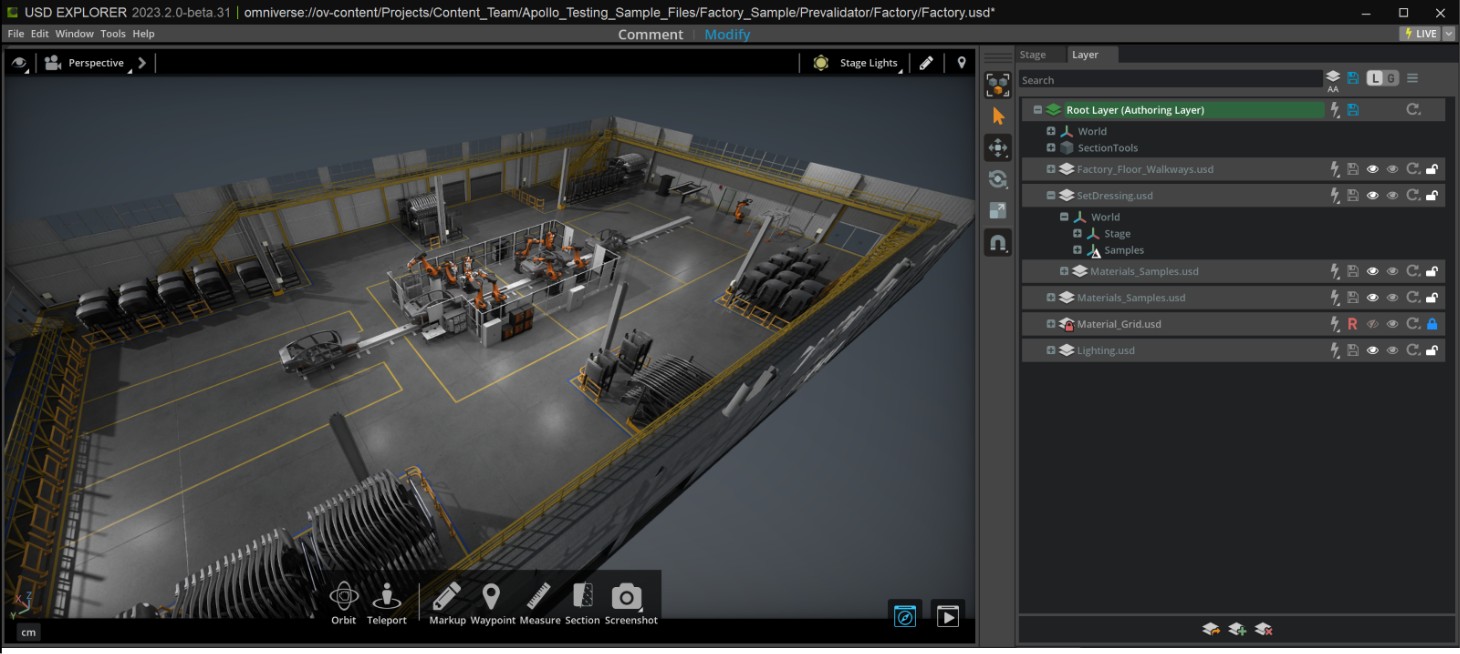 USD EXPLORER 2023.2.0-beta.31 | omniverse://ov-content/Projects/Content_Team/Apollo_Testing_Sample_Files/Factory_Sample/Prevalidator/Factory/Factory.usd*
File Edit Window Tools Help
Comment | Modify
LIVE
Perspective
Stage Lights
Stage Layer
Search
AA
L G
Root Layer (Authoring Layer)
World
SectionTools
Factory_Floor_Walkways.usd
SetDressing.usd
World
Stage
Samples
Materials_Samples.usd
Materials_Samples.usd
Material_Grid.usd
R
Lighting.usd
Z
X
Y
Orbit Teleport Markup Waypoint Measure Section Screenshot
cm